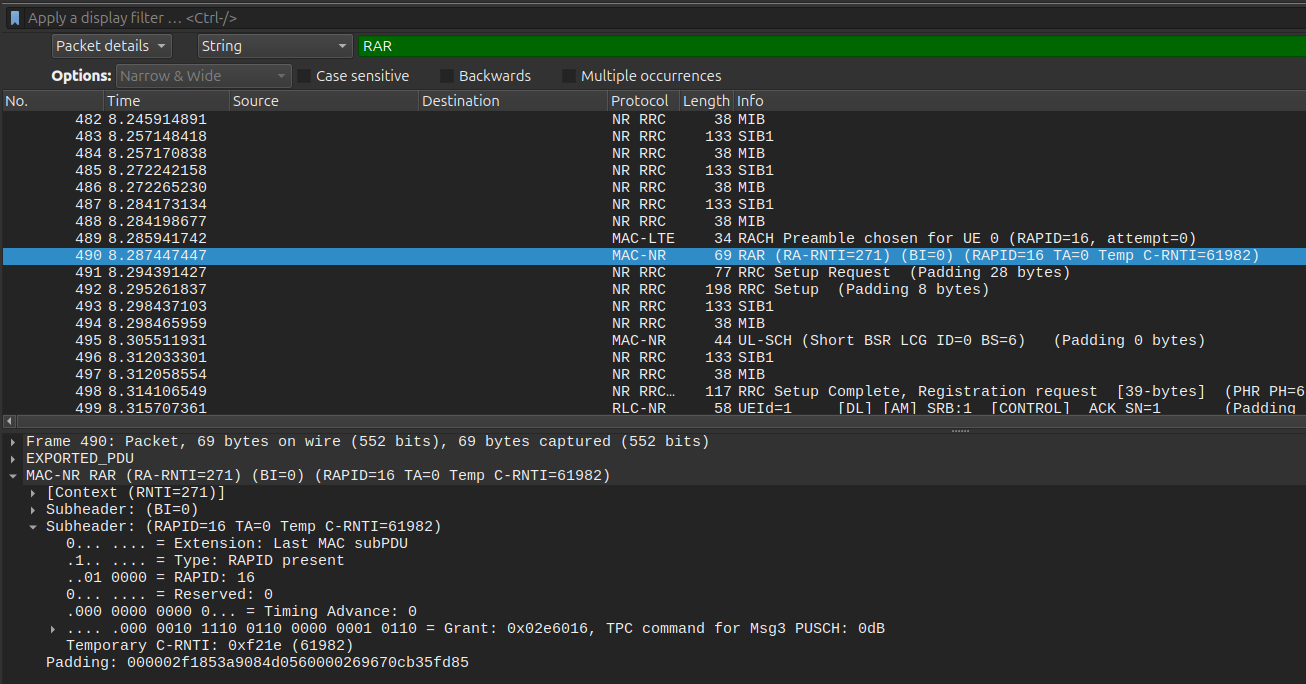 Apply a display filter … <Ctrl-/>
Packet details String RAR
Options: Narrow & Wide Case sensitive Backwards Multiple occurrences
No. Time Source Destination Protocol Length Info
482 8.245914891 NR RRC 38 MIB
483 8.257148418 NR RRC 133 SIB1
484 8.257170838 NR RRC 38 MIB
485 8.272242158 NR RRC 133 SIB1
486 8.272265230 NR RRC 38 MIB
487 8.284173134 NR RRC 133 SIB1
488 8.284198677 NR RRC 38 MIB
489 8.285941742 MAC-LTE 34 RACH Preamble chosen for UE 0 (RAPID=16, attempt=0)
490 8.287447447 MAC-NR 69 RAR (RA-RNTI=271) (BI=0) (RAPID=16 TA=0 Temp C-RNTI=61982)
491 8.294391427 NR RRC 77 RRC Setup Request (Padding 28 bytes)
492 8.295261837 NR RRC 198 RRC Setup (Padding 8 bytes)
493 8.298437103 NR RRC 133 SIB1
494 8.298465959 NR RRC 38 MIB
495 8.305511931 MAC-NR 44 UL-SCH (Short BSR LCG ID=0 BS=6) (Padding 0 bytes)
496 8.312033301 NR RRC 133 SIB1
497 8.312058554 NR RRC 38 MIB
498 8.314106549 NR RRC… 117 RRC Setup Complete, Registration request [39-bytes] (PHR PH=6
499 8.315707361 RLC-NR 58 UEId=1 [DL] [AM] SRB:1 [CONTROL] ACK_SN=1 (Padding
Frame 490: Packet, 69 bytes on wire (552 bits), 69 bytes captured (552 bits)
EXPORTED_PDU
MAC-NR RAR (RA-RNTI=271) (BI=0) (RAPID=16 TA=0 Temp C-RNTI=61982)
[Context (RNTI=271)]
Subheader: (BI=0)
Subheader: (RAPID=16 TA=0 Temp C-RNTI=61982)
0... .... = Extension: Last MAC subPDU
.1.. .... = Type: RAPID present
..01 0000 = RAPID: 16
0... .... = Reserved: 0
.000 0000 0000 0... = Timing Advance: 0
.... .000 0010 1110 0110 0000 0001 0110 = Grant: 0x02e6016, TPC command for Msg3 PUSCH: 0dB
Temporary C-RNTI: 0xf21e (61982)
Padding: 000002f1853a9084d0560000269670cb35fd85